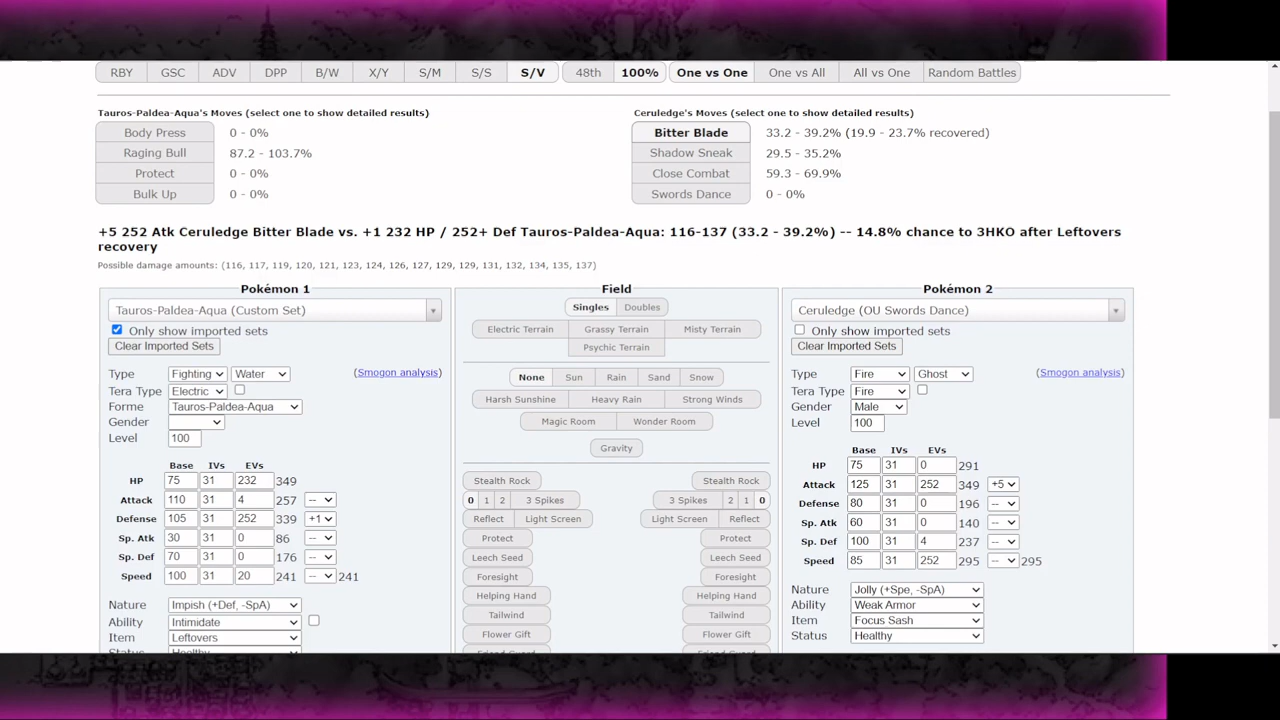 RBY GSC ADV DPP B/W X/Y S/M S/S S/V 48th 100% One vs One One vs All All vs One Random Battles
Tauros-Paldea-Aqua's Moves (select one to show detailed results)
Body Press 0 - 0%
Raging Bull 87.2 - 103.7%
Protect 0 - 0%
Bulk Up 0 - 0%
Ceruledge's Moves (select one to show detailed results)
Bitter Blade 33.2 - 39.2% (19.9 - 23.7% recovered)
Shadow Sneak 29.5 - 35.2%
Close Combat 59.3 - 69.9%
Swords Dance 0 - 0%
+5 252 Atk Ceruledge Bitter Blade vs. +1 232 HP / 252+ Def Tauros-Paldea-Aqua: 116-137 (33.2 - 39.2%) -- 14.8% chance to 3HKO after Leftovers
recovery
Possible damage amounts: (116, 117, 119, 120, 121, 123, 124, 126, 127, 129, 129, 131, 132, 134, 135, 137)
Pokémon 1
Tauros-Paldea-Aqua (Custom Set)
Only show imported sets
Clear Imported Sets
Type Fighting Water (Smogon analysis)
Tera Type Electric
Forme Tauros-Paldea-Aqua
Gender
Level 100
Base IVs EVs
HP 75 31 232 349
Attack 110 31 4 257 --
Defense 105 31 252 339 +1
Sp. Atk 30 31 0 86 --
Sp. Def 70 31 0 176 --
Speed 100 31 20 241 -- 241
Nature Impish (+Def, -SpA)
Ability Intimidate
Item Leftovers
Status Healthy
Field
Singles Doubles
Electric Terrain Grassy Terrain Misty Terrain
Psychic Terrain
None Sun Rain Sand Snow
Harsh Sunshine Heavy Rain Strong Winds
Magic Room Wonder Room
Gravity
Stealth Rock Stealth Rock
0 1 2 3 Spikes 3 Spikes 2 1 0
Reflect Light Screen Light Screen Reflect
Protect Protect
Leech Seed Leech Seed
Foresight Foresight
Helping Hand Helping Hand
Tailwind Tailwind
Flower Gift Flower Gift
Friend Guard Friend Guard
Pokémon 2
Ceruledge (OU Swords Dance)
Only show imported sets
Clear Imported Sets
Type Fire Ghost (Smogon analysis)
Tera Type Fire
Gender Male
Level 100
Base IVs EVs
HP 75 31 0 291
Attack 125 31 252 349 +5
Defense 80 31 0 196 --
Sp. Atk 60 31 0 140 --
Sp. Def 100 31 4 237 --
Speed 85 31 252 295 -- 295
Nature Jolly (+Spe, -SpA)
Ability Weak Armor
Item Focus Sash
Status Healthy